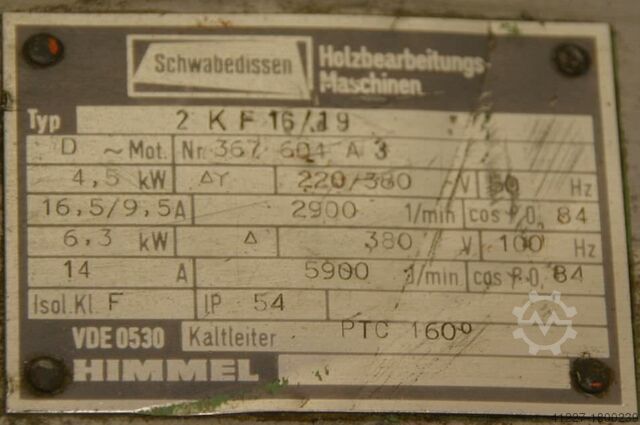 Schwabedissen Holzbearbeitungs-
Maschinen
Typ 2 K F 16/19
D ~Mot. Nr. 367 604 A 3
4,5 kW ΔY 220/380 V 50 Hz
16,5/9,5 A 2900 1/min cos φ 0, 84
6,3 kW Δ 380 V 100 Hz
14 A 5900 1/min cos φ 0, 84
Isol.Kl. F IP 54
VDE 0530 Kaltleiter PTC 160°
HIMMEL